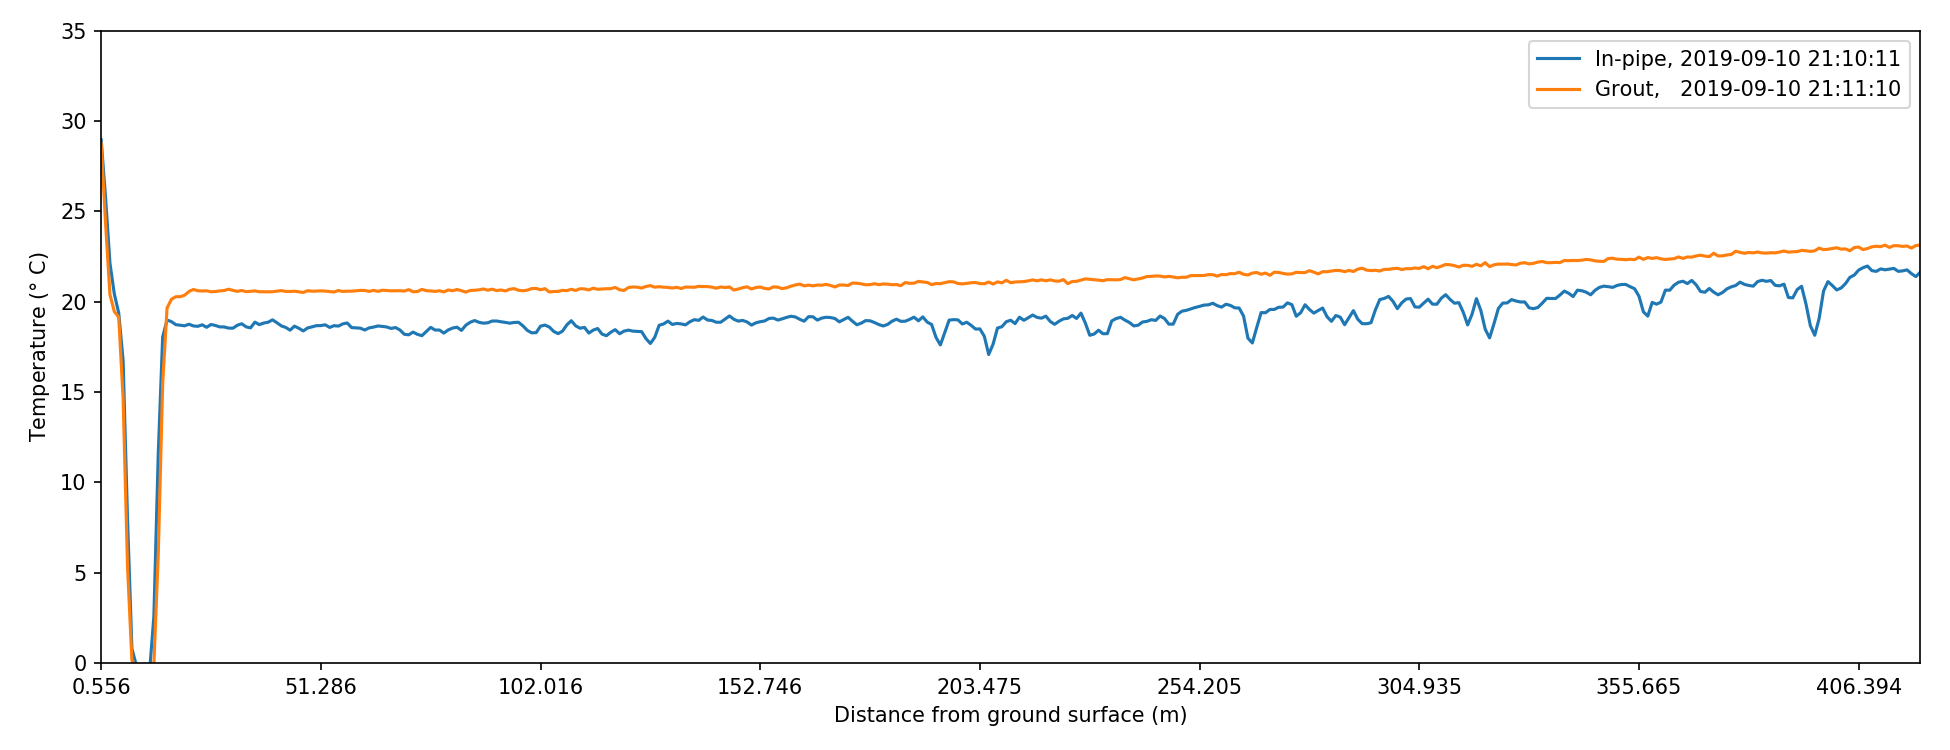 35
30
25
20
15
10
5
0
Temperature (° C)
In-pipe, 2019-09-10 21:10:11
Grout,   2019-09-10 21:11:10
0.556 51.286 102.016 152.746 203.475 254.205 304.935 355.665 406.394
Distance from ground surface (m)